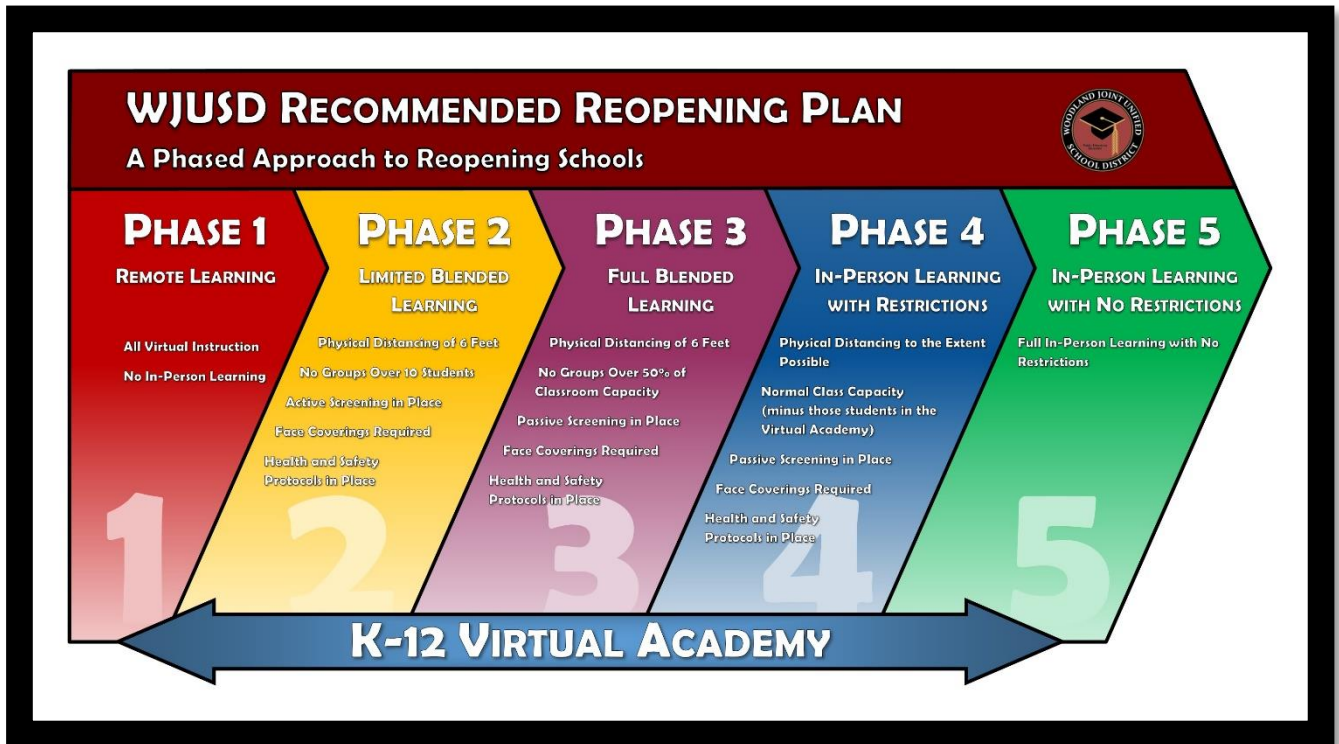 WJUSD RECOMMENDED REOPENING PLAN
A Phased Approach to Reopening Schools
WOODLAND JOINT UNIFIED
SCHOOL DISTRICT
PHASE 1
REMOTE LEARNING
All Virtual Instruction
No In-Person Learning
1
PHASE 2
LIMITED BLENDED
LEARNING
Physical Distancing of 6 Feet
No Groups Over 10 Students
Active Screening in Place
Face Coverings Required
Health and Safety
Protocols in Place
2
PHASE 3
FULL BLENDED
LEARNING
Physical Distancing of 6 Feet
No Groups Over 50% of
Classroom Capacity
Passive Screening in Place
Face Coverings Required
Health and Safety
Protocols in Place
3
PHASE 4
IN-PERSON LEARNING
WITH RESTRICTIONS
Physical Distancing to the Extent
Possible
Normal Class Capacity
(minus those students in the
Virtual Academy)
Passive Screening in Place
Face Coverings Required
Health and Safety
Protocols in Place
4
PHASE 5
IN-PERSON LEARNING
WITH NO RESTRICTIONS
Full In-Person Learning with No
Restrictions
5
K-12 VIRTUAL ACADEMY